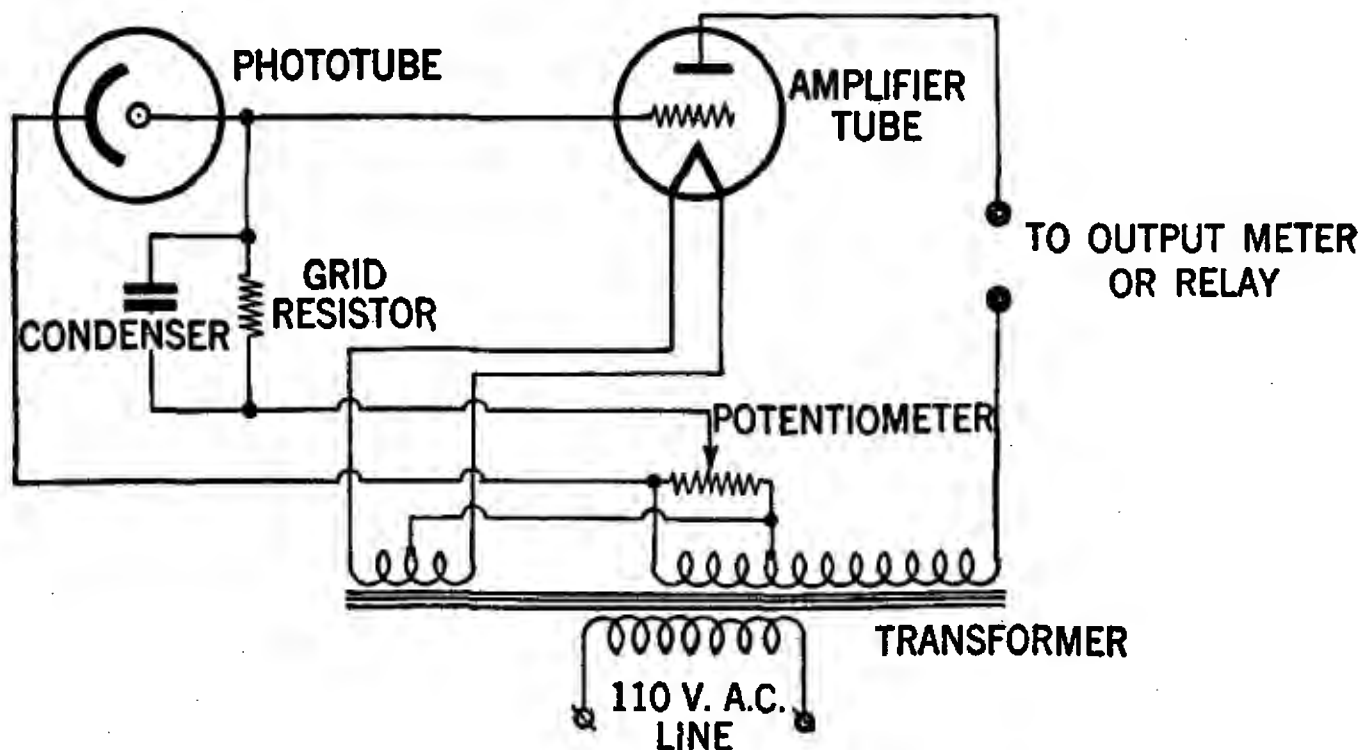 PHOTOTUBE
AMPLIFIER
TUBE
TO OUTPUT METER
OR RELAY
GRID
RESISTOR
CONDENSER
POTENTIOMETER
TRANSFORMER
110 V. A.C.
LINE